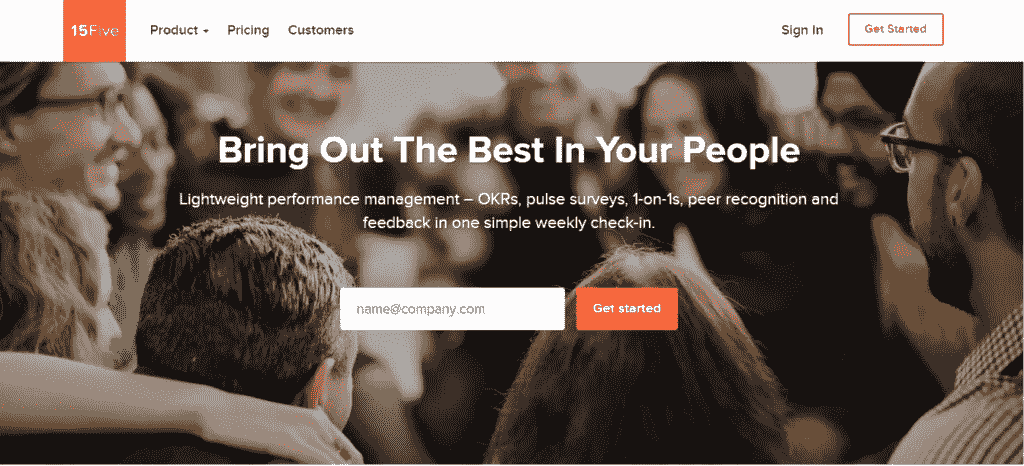 15Five
Product
Pricing
Customers
Sign In
Get Started
Bring Out The Best In Your People
Lightweight performance management – OKRs, pulse surveys, 1-on-1s, peer recognition and
feedback in one simple weekly check-in.
name@company.com
Get started